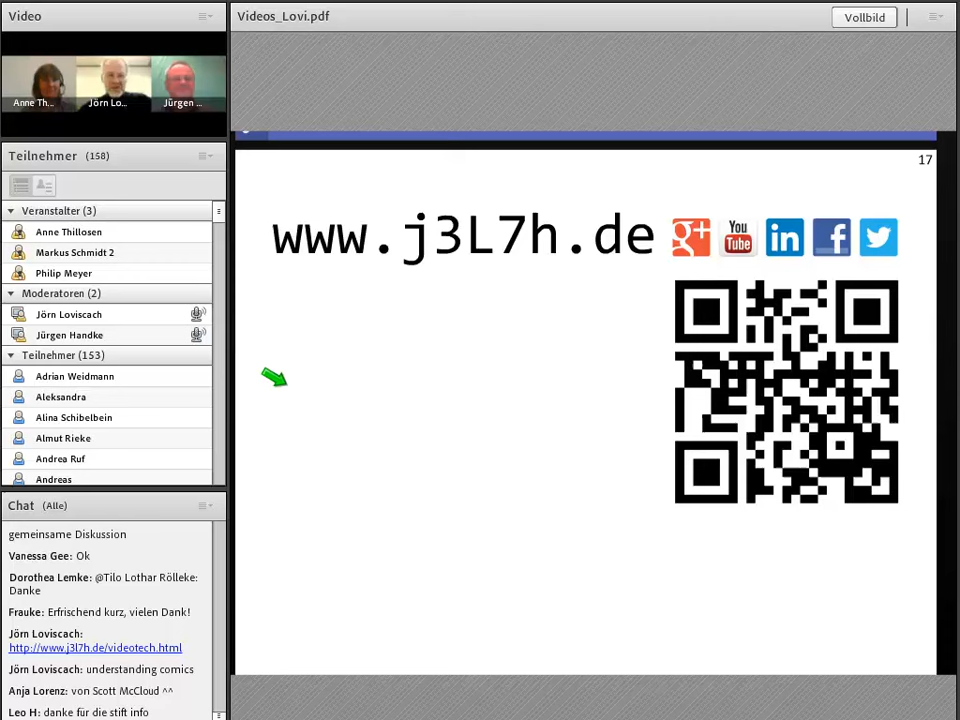 Video
Anne Th...
Jörn Lo...
Jürgen ...
Teilnehmer (158)
Veranstalter (3)
Anne Thillosen
Markus Schmidt 2
Philip Meyer
Moderatoren (2)
Jörn Loviscach
Jürgen Handke
Teilnehmer (153)
Adrian Weidmann
Aleksandra
Alina Schibelbein
Almut Rieke
Andrea Ruf
Andreas
Chat (Alle)
gemeinsame Diskussion
Vanessa Gee: Ok
Dorothea Lemke: @Tilo Lothar Rölleke:
Danke
Frauke: Erfrischend kurz, vielen Dank!
Jörn Loviscach:
http://www.j3l7h.de/videotech.html
Jörn Loviscach: understanding comics
Anja Lorenz: von Scott McCloud ^^
Leo H: danke für die stift info
Videos_Lovi.pdf
Vollbild
17
www.j3L7h.de
g+
You
Tube
in
f